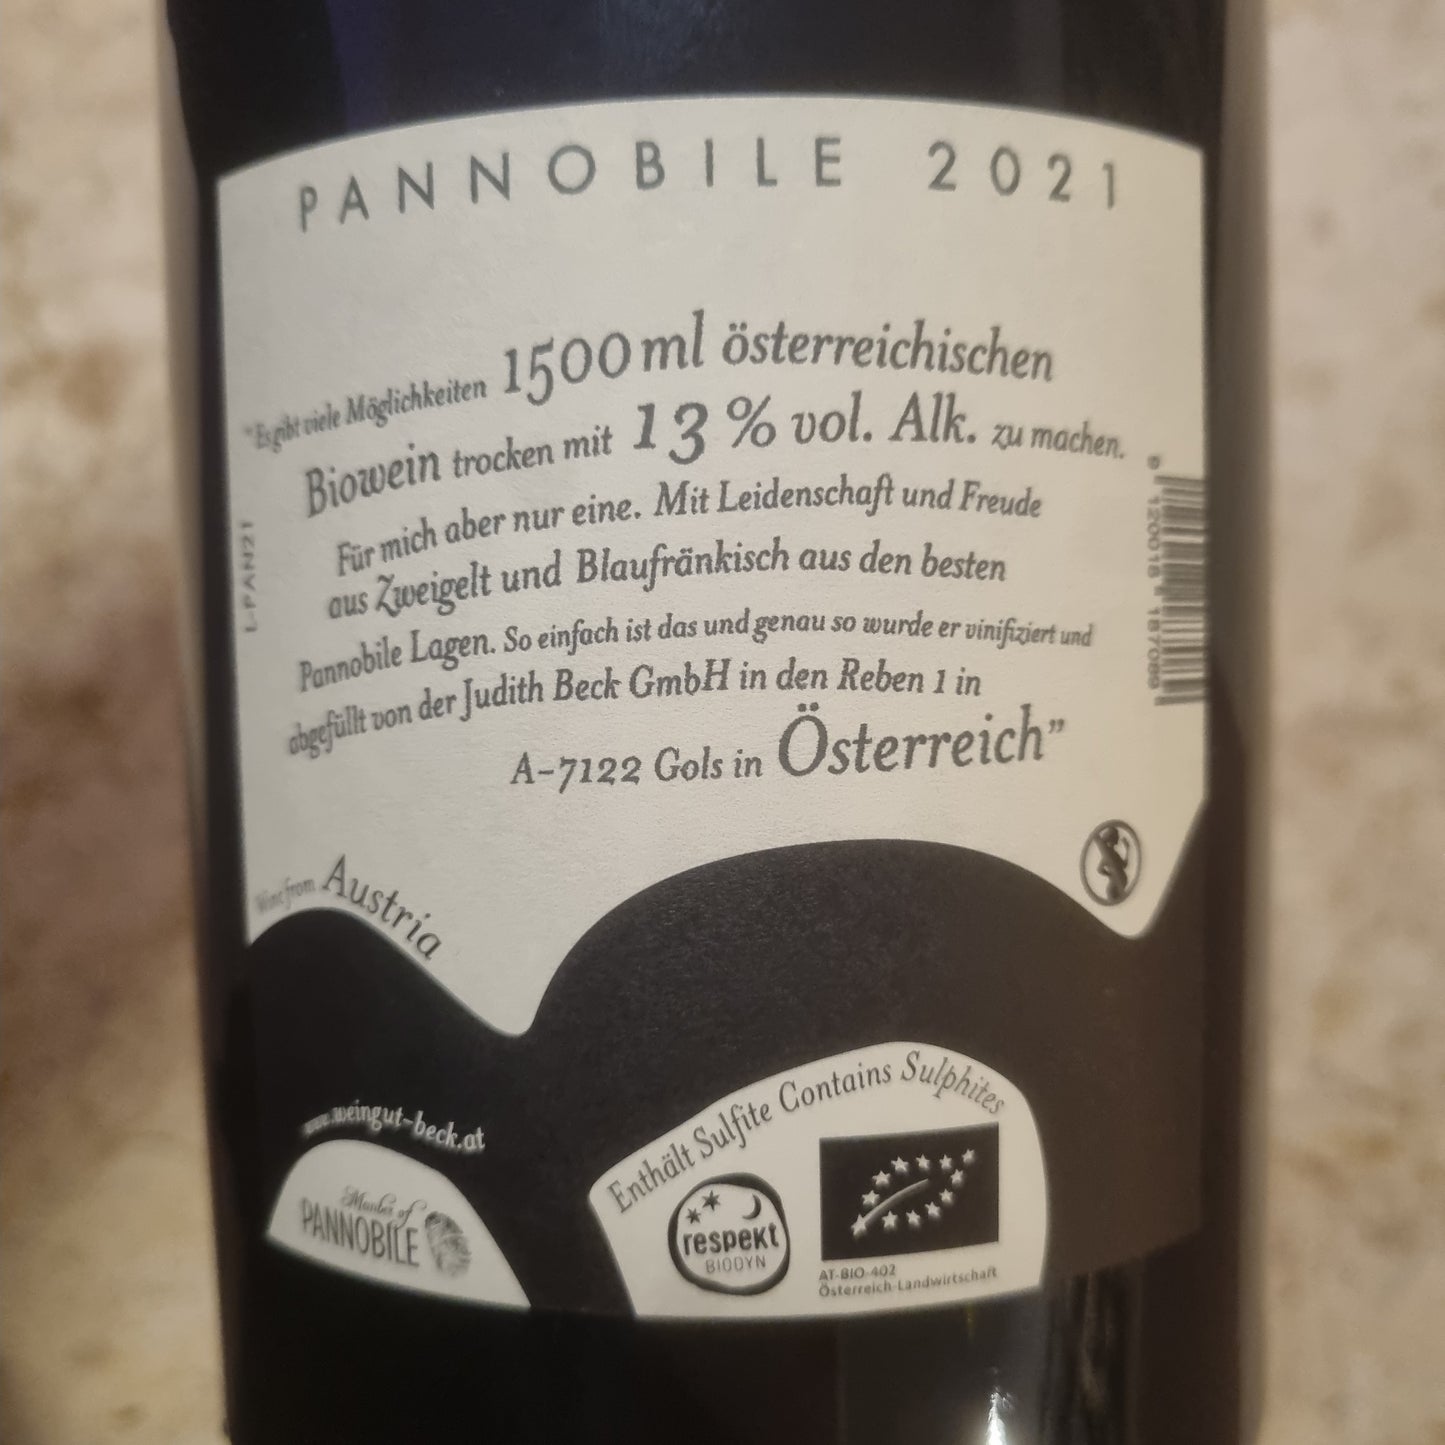 PANNOBILE 2021
"Es gibt viele Möglichkeiten 1500 ml österreichischen
Biowein trocken mit 13 % vol. Alk. zu machen.
Für mich aber nur eine. Mit Leidenschaft und Freude
aus Zweigelt und Blaufränkisch aus den besten
Pannobile Lagen. So einfach ist das und genau so wurde er vinifiziert und
abgefüllt von der Judith Beck GmbH in den Reben 1 in
A-7122 Gols in Österreich"
L-PAN21
9 120018 187089
Wine from Austria
www.weingut-beck.at
Member of
PANNOBILE
Enthält Sulfite Contains Sulphites
respekt
BIODYN
AT-BIO-402
Österreich-Landwirtschaft